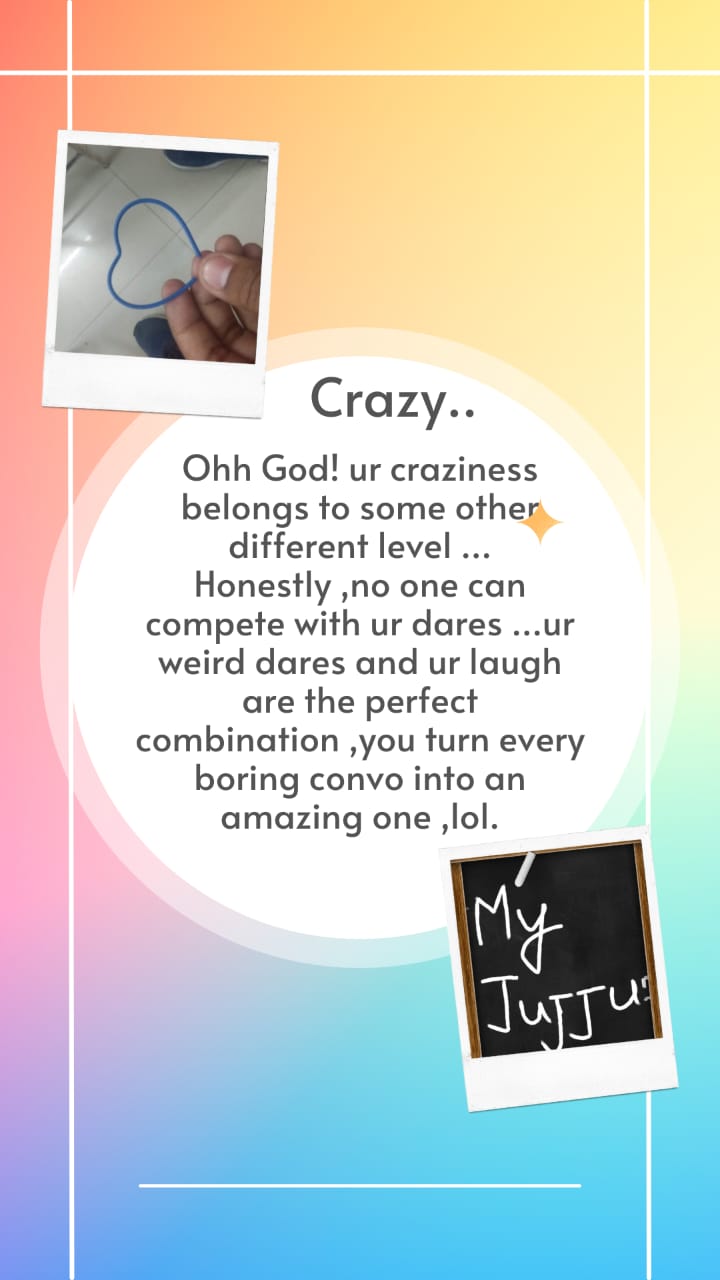 Crazy..
Ohh God! ur craziness
belongs to some other
different level ...
Honestly ,no one can
compete with ur dares ...ur
weird dares and ur laugh
are the perfect
combination ,you turn every
boring convo into an
amazing one ,lol.
My
Jujju